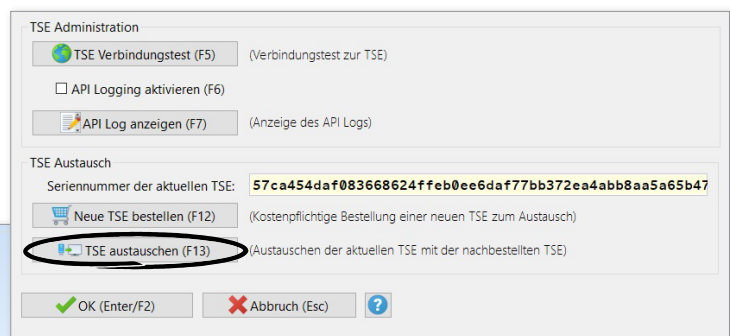 TSE Administration
TSE Verbindungstest (F5) (Verbindungstest zur TSE)
API Logging aktivieren (F6)
API Log anzeigen (F7) (Anzeige des API Logs)
TSE Austausch
Seriennummer der aktuellen TSE: 57ca454daf083668624ffeb0ee6daf77bb372ea4abb8aa5a65b47
Neue TSE bestellen (F12) (Kostenpflichtige Bestellung einer neuen TSE zum Austausch)
TSE austauschen (F13) (Austauschen der aktuellen TSE mit der nachbestellten TSE)
OK (Enter/F2) Abbruch (Esc) ?